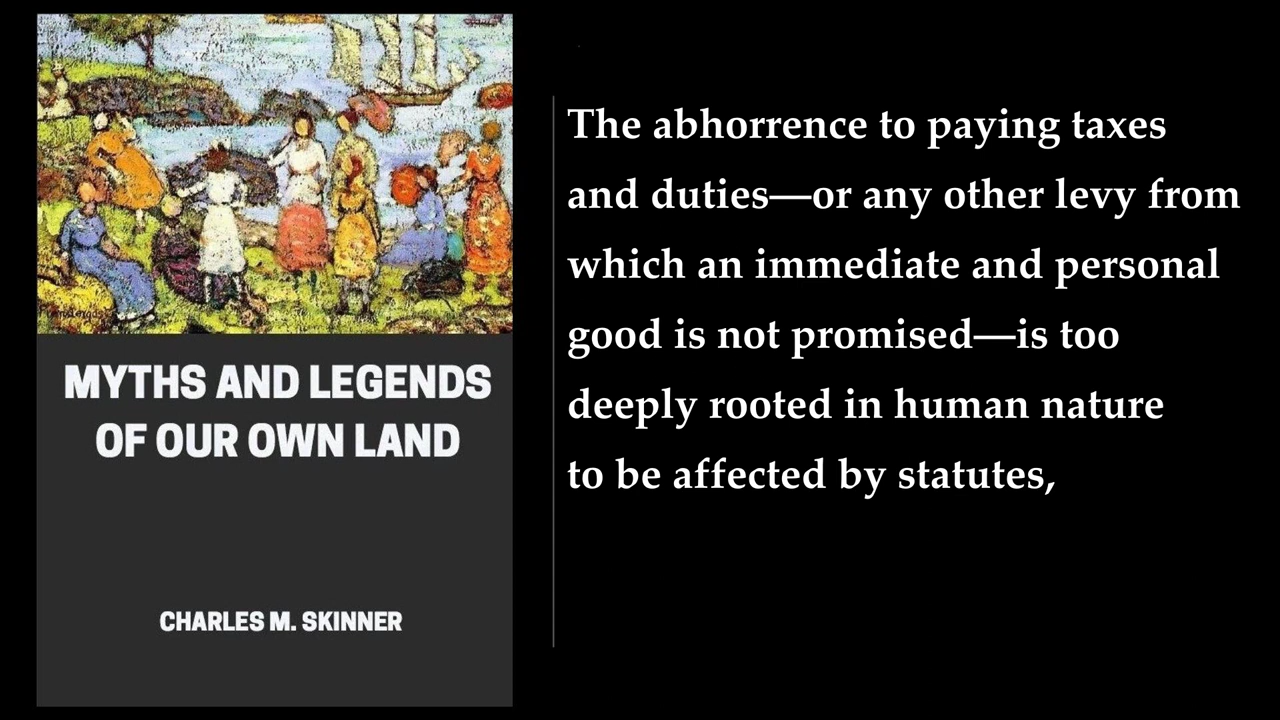 MYTHS AND LEGENDS
OF OUR OWN LAND
CHARLES M. SKINNER
The abhorrence to paying taxes
and duties—or any other levy from
which an immediate and personal
good is not promised—is too
deeply rooted in human nature
to be affected by statutes,